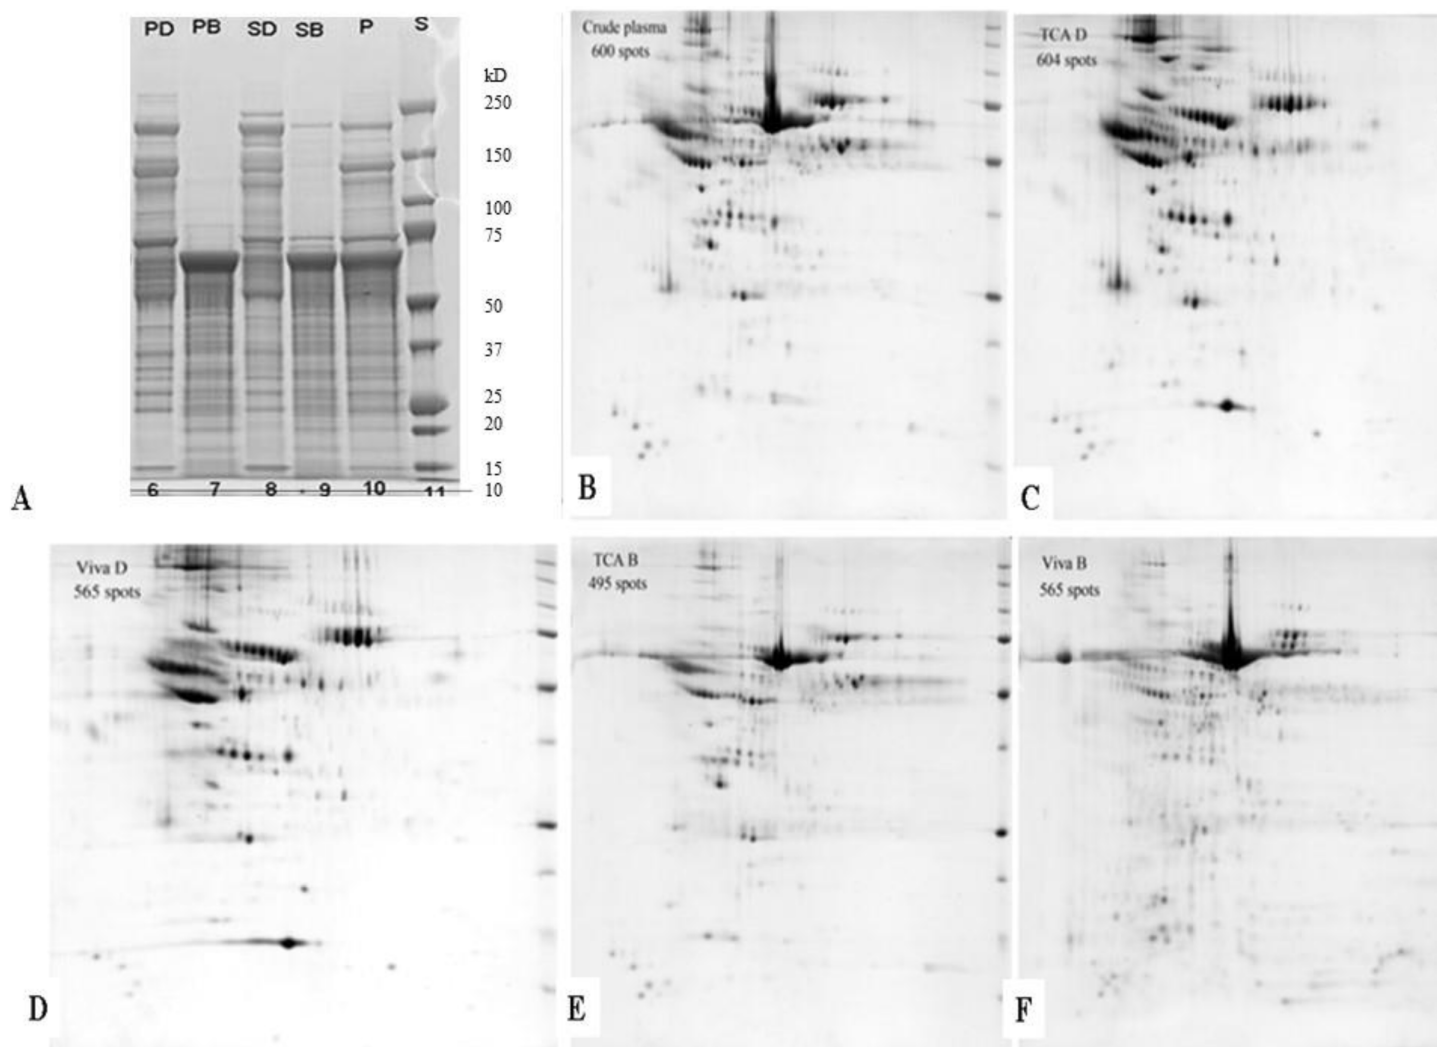 PD PB SD SB P S
kD
250
150
100
75
50
37
25
20
15
10
6 7 8 9 10 11
A
Crude plasma
600 spots
B
TCA D
604 spots
C
Viva D
565 spots
D
TCA B
495 spots
E
Viva B
565 spots
F